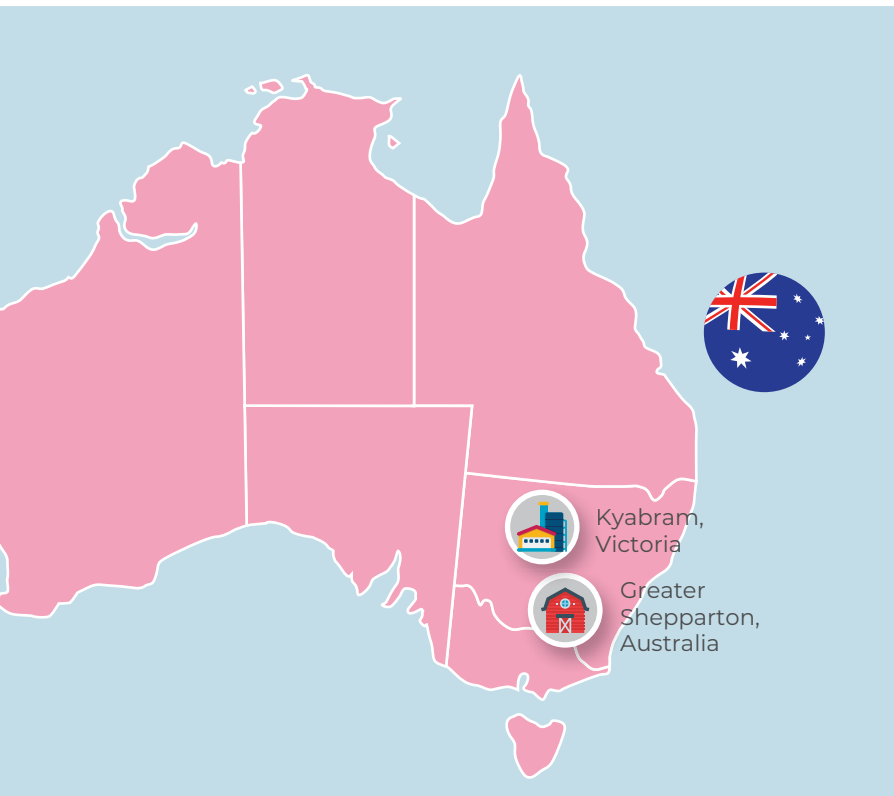 Kyabram,
Victoria
Greater
Shepparton,
Australia